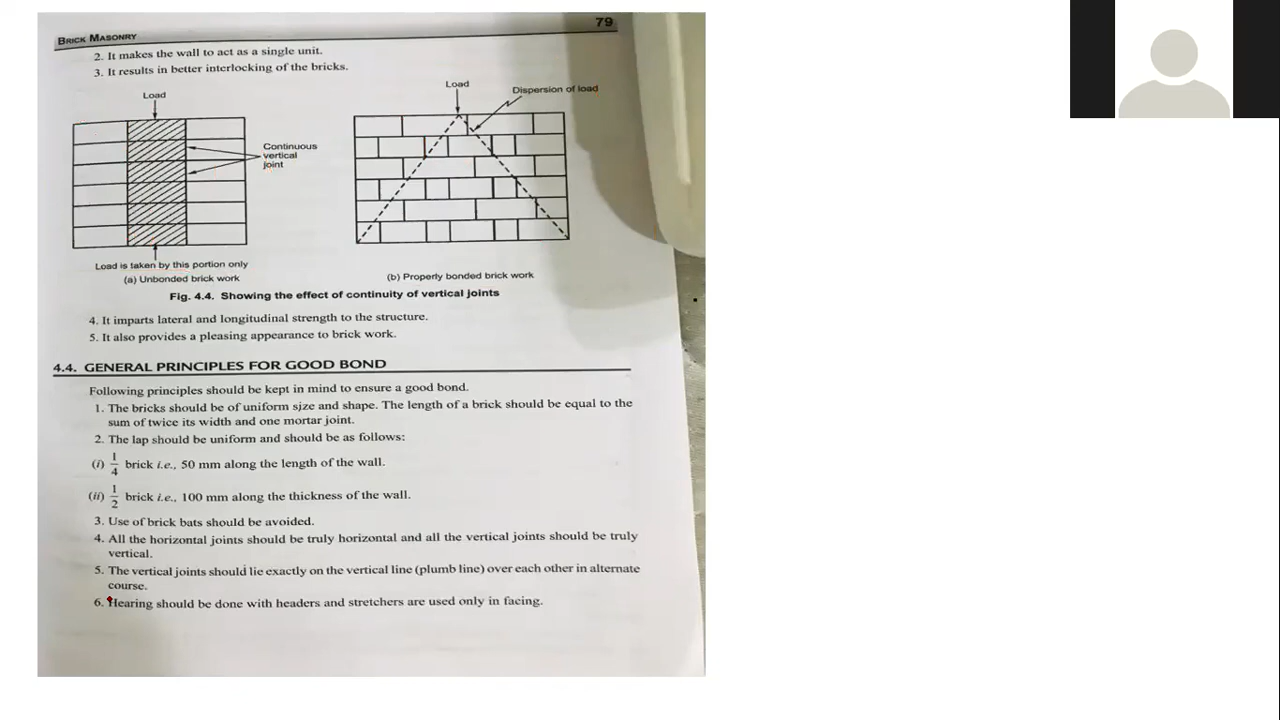 BRICK MASONRY
79
2. It makes the wall to act as a single unit.
3. It results in better interlocking of the bricks.
Load
Continuous
vertical
joint
Load is taken by this portion only
(a) Unbonded brick work
Load
Dispersion of load
(b) Properly bonded brick work
Fig. 4.4. Showing the effect of continuity of vertical joints
4. It imparts lateral and longitudinal strength to the structure.
5. It also provides a pleasing appearance to brick work.
4.4. GENERAL PRINCIPLES FOR GOOD BOND
Following principles should be kept in mind to ensure a good bond.
1. The bricks should be of uniform size and shape. The length of a brick should be equal to the
sum of twice its width and one mortar joint.
2. The lap should be uniform and should be as follows:
(i) 1/4 brick i.e., 50 mm along the length of the wall.
(ii) 1/2 brick i.e., 100 mm along the thickness of the wall.
3. Use of brick bats should be avoided.
4. All the horizontal joints should be truly horizontal and all the vertical joints should be truly
vertical.
5. The vertical joints should lie exactly on the vertical line (plumb line) over each other in alternate
course.
6. Hearing should be done with headers and stretchers are used only in facing.